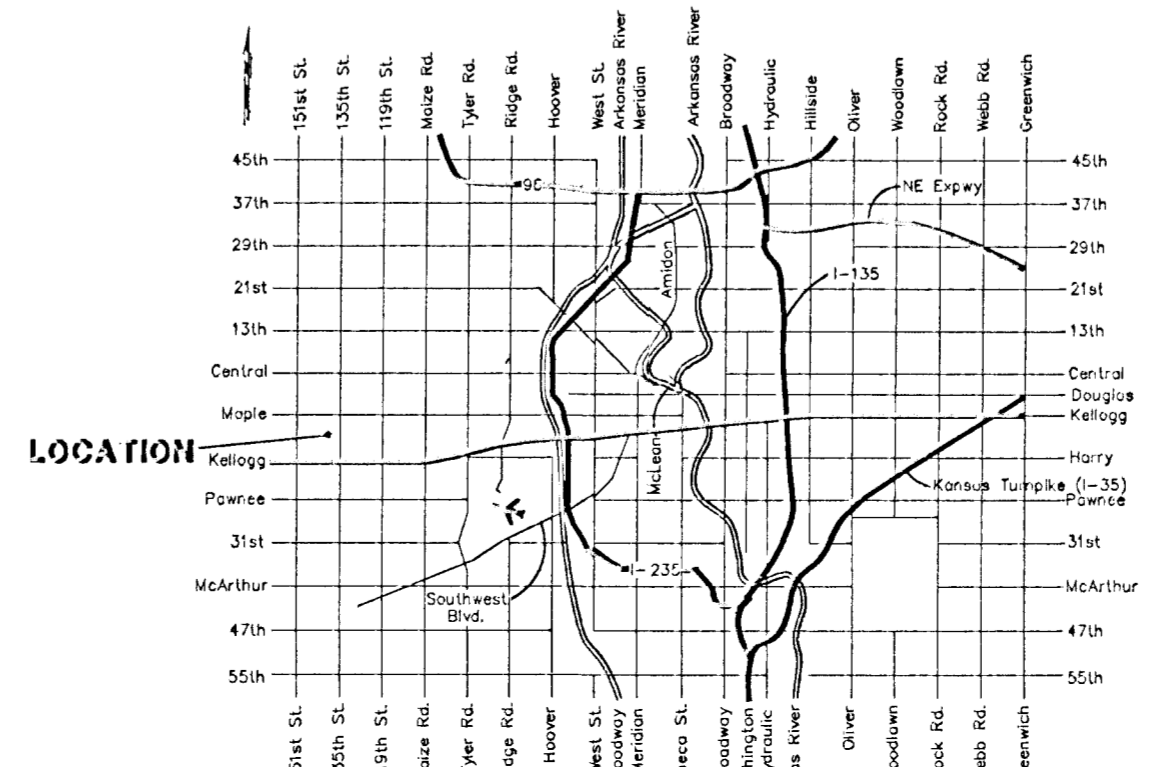 151st St.
135th St.
119th St.
Maize Rd.
Tyler Rd.
Ridge Rd.
Hoover
West St.
Arkansas River
Meridian
Arkansas River
Broadway
Hydraulic
Hillside
Oliver
Woodlawn
Rock Rd.
Webb Rd.
Greenwich
45th
45th
96
NE Expwy
37th
37th
29th
29th
Amidon
I-135
21st
21st
13th
13th
Central
Central
Douglas
Maple
Kellogg
LOCATION
Kellogg
McLean
Harry
Kansas Turnpike (I-35)
Pawnee
Pawnee
31st
31st
I-235
McArthur
McArthur
Southwest
Blvd.
47th
47th
55th
55th
51st St.
35th St.
19th St.
aize Rd.
yler Rd.
dge Rd.
Hoover
West St.
oodway
Meridian
eca St.
oadway
hington
ydraulic
as River
Oliver
oodlawn
ock Rd.
ebb Rd.
eenwich